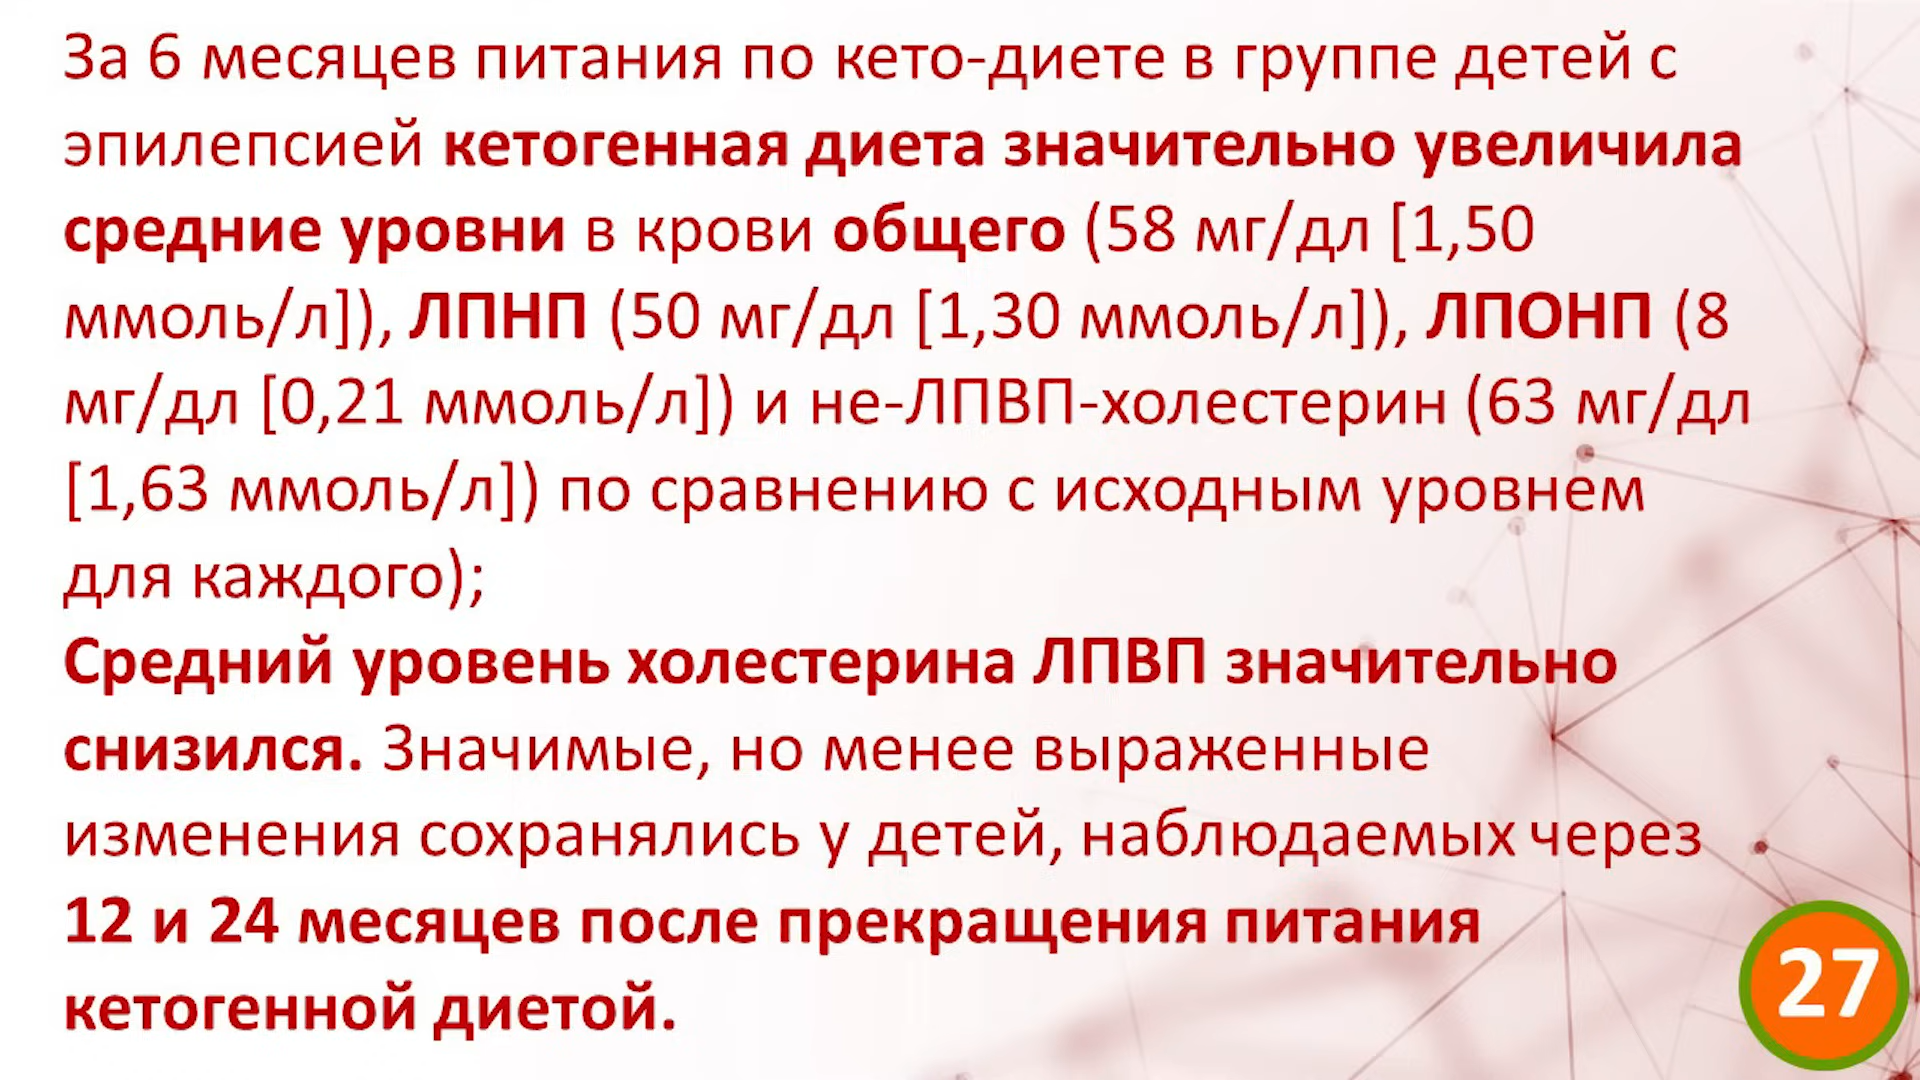 За 6 месяцев питания по кето-диете в группе детей с
эпилепсией кетогенная диета значительно увеличила
средние уровни в крови общего (58 мг/дл [1,50
ммоль/л]), ЛПНП (50 мг/дл [1,30 ммоль/л]), ЛПОНП (8
мг/дл [0,21 ммоль/л]) и не-ЛПВП-холестерин (63 мг/дл
[1,63 ммоль/л]) по сравнению с исходным уровнем
для каждого);
Средний уровень холестерина ЛПВП значительно
снизился. Значимые, но менее выраженные
изменения сохранялись у детей, наблюдаемых через
12 и 24 месяцев после прекращения питания
кетогенной диетой.
27